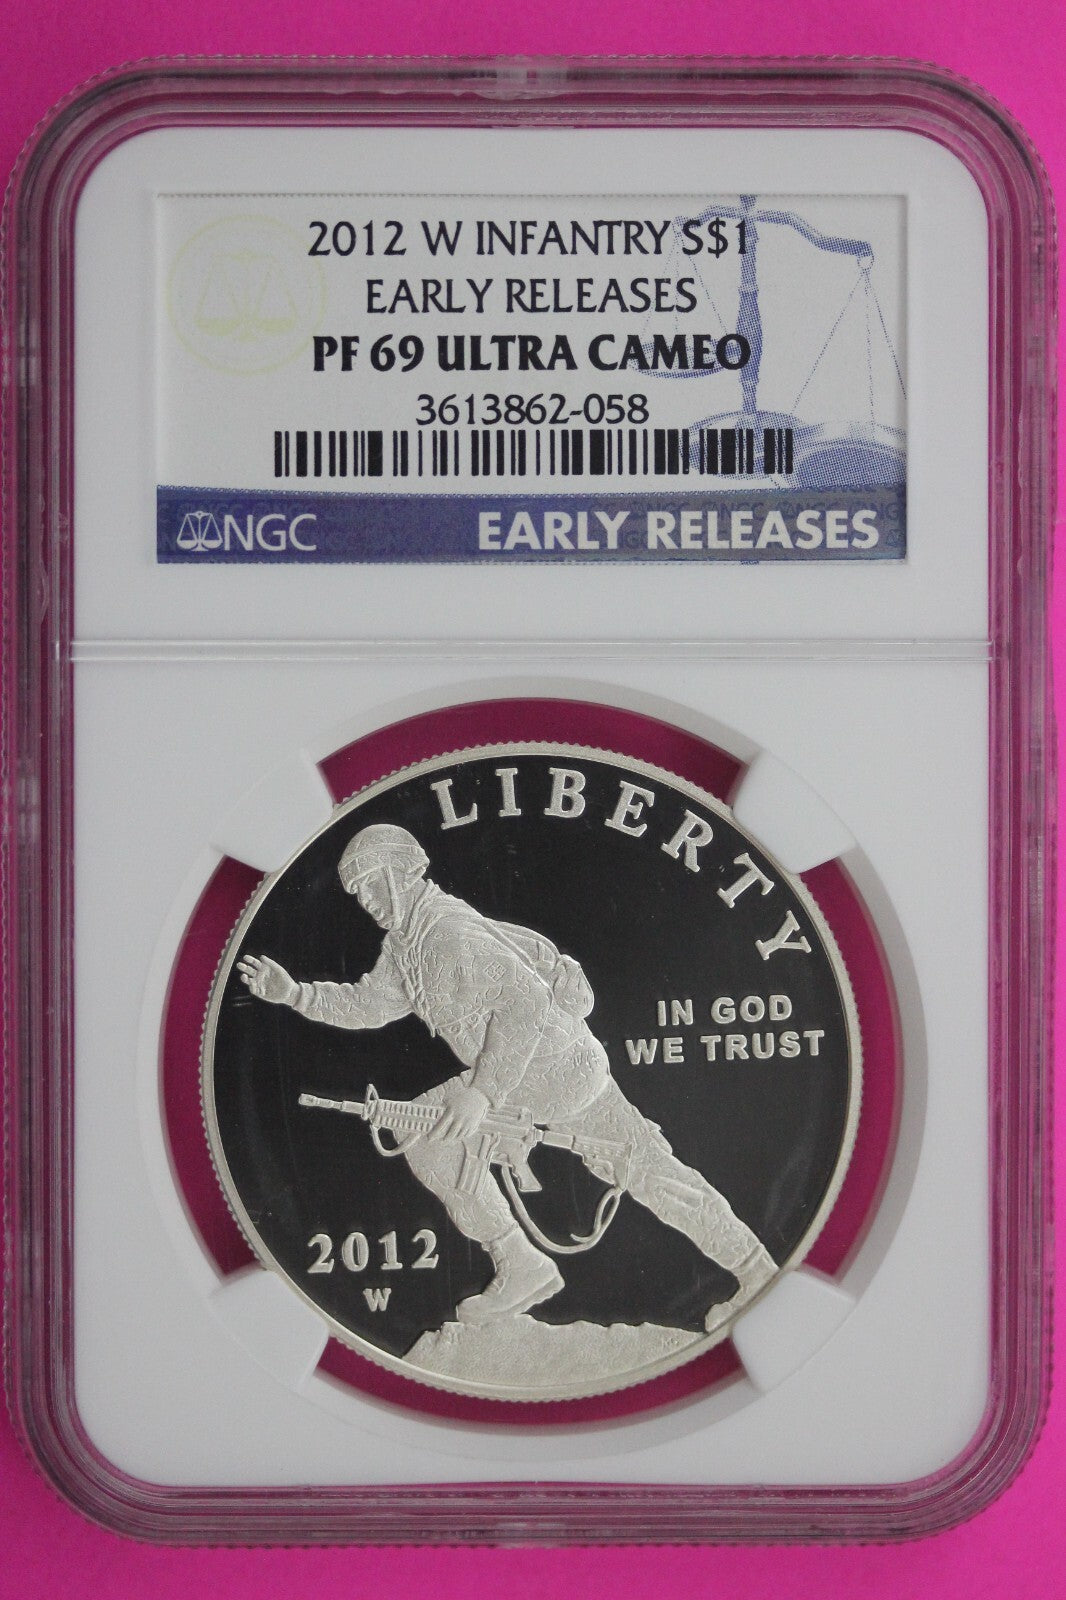 2012 W INFANTRY S$1
EARLY RELEASES
PF 69 ULTRA CAMEO
3613862-058
NGC EARLY RELEASES
LIBERTY
IN GOD
WE TRUST
2012
W